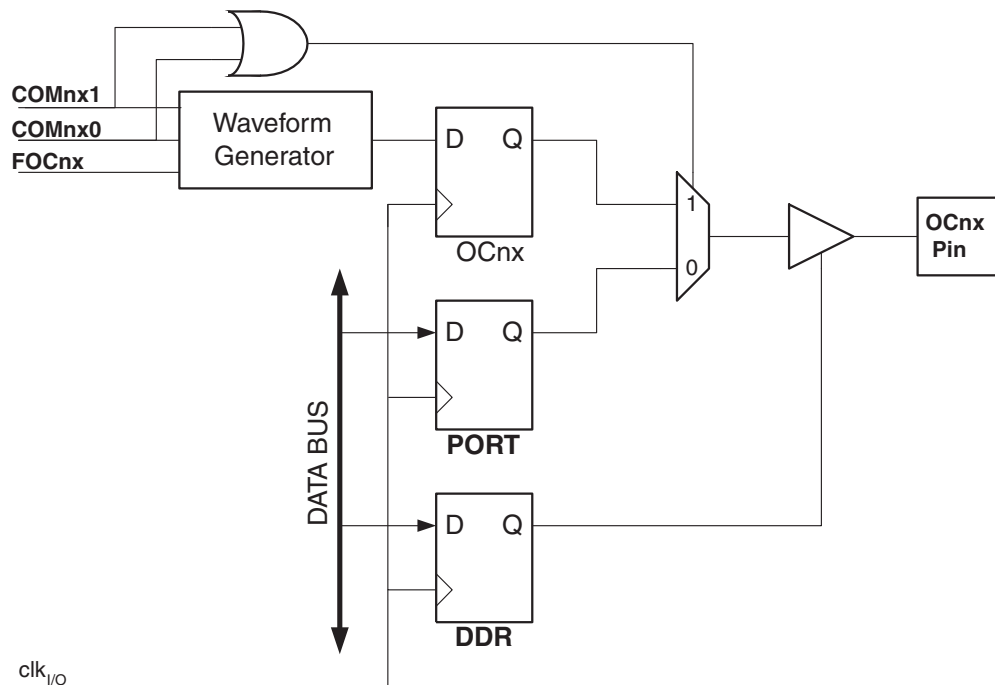 COMnx1
COMnx0
FOCnx
Waveform
Generator
D Q
OCnx
1
0
OCnx
Pin
D Q
PORT
DATA BUS
D Q
DDR
clkI/O